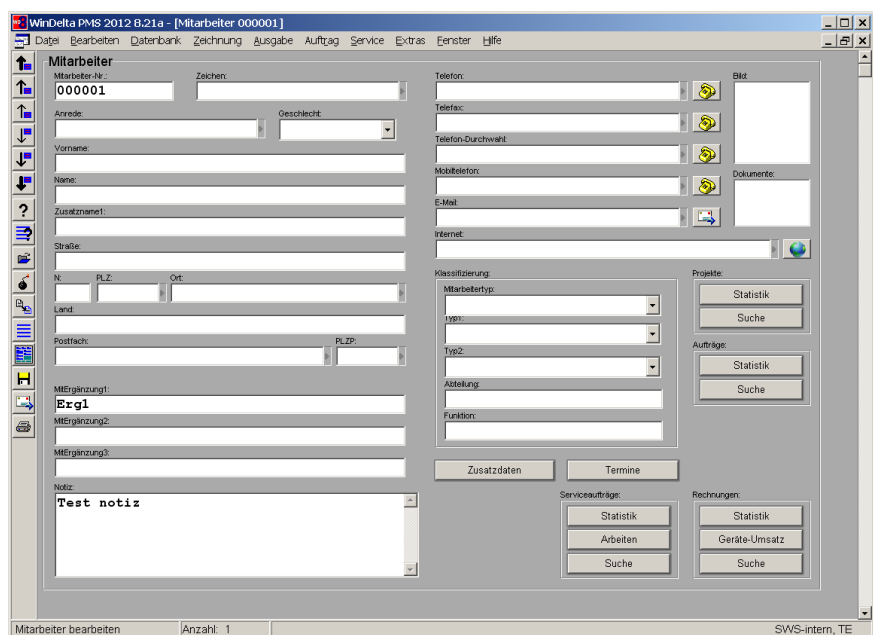 WinDelta PMS 2012 8.21a - [Mitarbeiter 000001]
Datei Bearbeiten Datenbank Zeichnung Ausgabe Auftrag Service Extras Fenster Hilfe
Mitarbeiter
Mitarbeiter-Nr.: Zeichen:
000001
Anrede: Geschlecht:
Vorname:
Name:
Zusatzname1:
Straße:
N: PLZ: Ort:
Land:
Postfach: PLZP:
MitErgänzung1:
Erg1
MitErgänzung2:
MitErgänzung3:
Notiz:
Test notiz
Telefon:
Telefax:
Telefon-Durchwahl:
Mobiltelefon:
E-Mail:
Internet:
Bild:
Dokumente:
Klassifizierung:
Mitarbeitertyp:
Typ1:
Typ2:
Abteilung:
Funktion:
Projekte:
Statistik
Suche
Aufträge:
Statistik
Suche
Zusatzdaten Termine
Serviceaufträge:
Statistik
Arbeiten
Suche
Rechnungen:
Statistik
Geräte-Umsatz
Suche
Mitarbeiter bearbeiten Anzahl: 1 SWS-intern, TE